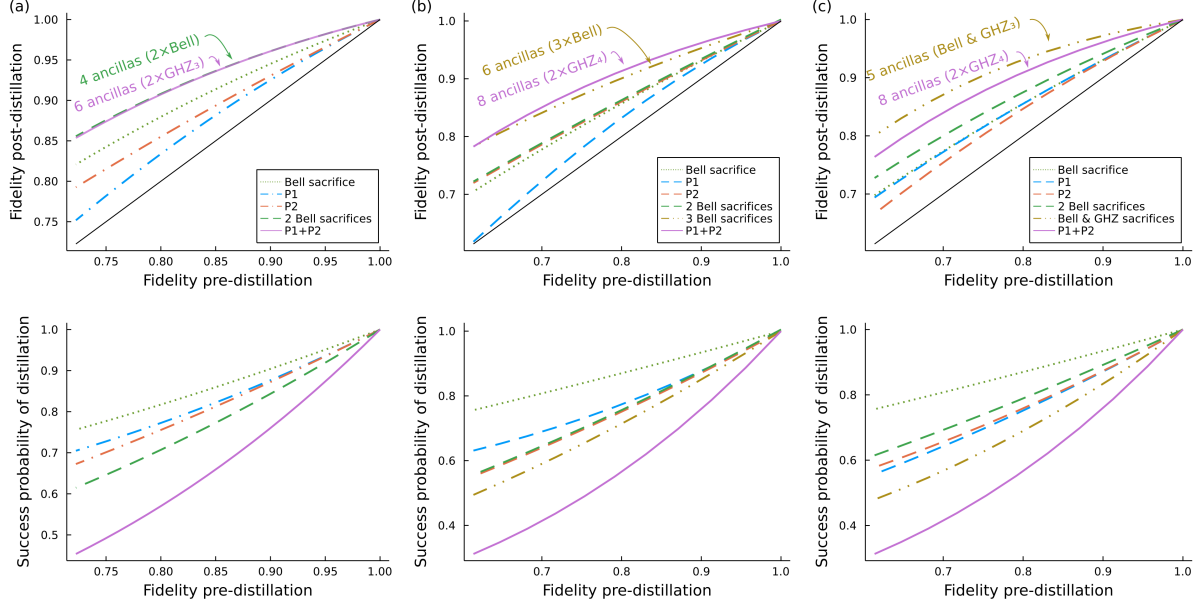 (a)
Fidelity post-distillation
1.00
0.95
0.90
0.85
0.80
0.75
4 ancillas (2×Bell)
6 ancillas (2×GHZ₃)
Bell sacrifice
P1
P2
2 Bell sacrifices
P1+P2
0.75 0.80 0.85 0.90 0.95 1.00
Fidelity pre-distillation
(b)
Fidelity post-distillation
1.0
0.9
0.8
0.7
6 ancillas (3×Bell)
8 ancillas (2×GHZ₄)
Bell sacrifice
P1
P2
2 Bell sacrifices
3 Bell sacrifices
P1+P2
0.7 0.8 0.9 1.0
Fidelity pre-distillation
(c)
Fidelity post-distillation
1.0
0.9
0.8
0.7
5 ancillas (Bell & GHZ₃)
8 ancillas (2×GHZ₄)
Bell sacrifice
P1
P2
2 Bell sacrifices
Bell & GHZ sacrifices
P1+P2
0.7 0.8 0.9 1.0
Fidelity pre-distillation
Success probability of distillation
1.0
0.9
0.8
0.7
0.6
0.5
0.75 0.80 0.85 0.90 0.95 1.00
Fidelity pre-distillation
Success probability of distillation
1.0
0.8
0.6
0.4
0.7 0.8 0.9 1.0
Fidelity pre-distillation
Success probability of distillation
1.0
0.8
0.6
0.4
0.7 0.8 0.9 1.0
Fidelity pre-distillation